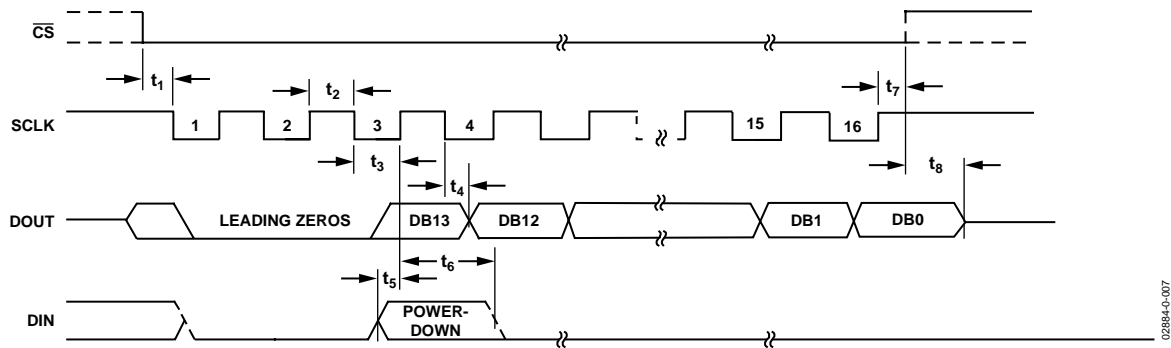 CS
t1
t2
t7
SCLK
1
2
3
4
15
16
t3
t4
t8
DOUT
LEADING ZEROS
DB13
DB12
DB1
DB0
t5
t6
DIN
POWER-
DOWN
02884-0-007